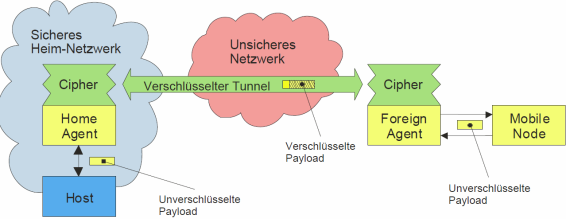 Sicheres
Heim-Netzwerk
Unsicheres
Netzwerk
Cipher
Verschlüsselter Tunnel
Cipher
Home
Agent
Foreign
Agent
Mobile
Node
Verschlüsselte
Payload
Host
Unverschlüsselte
Payload
Unverschlüsselte
Payload